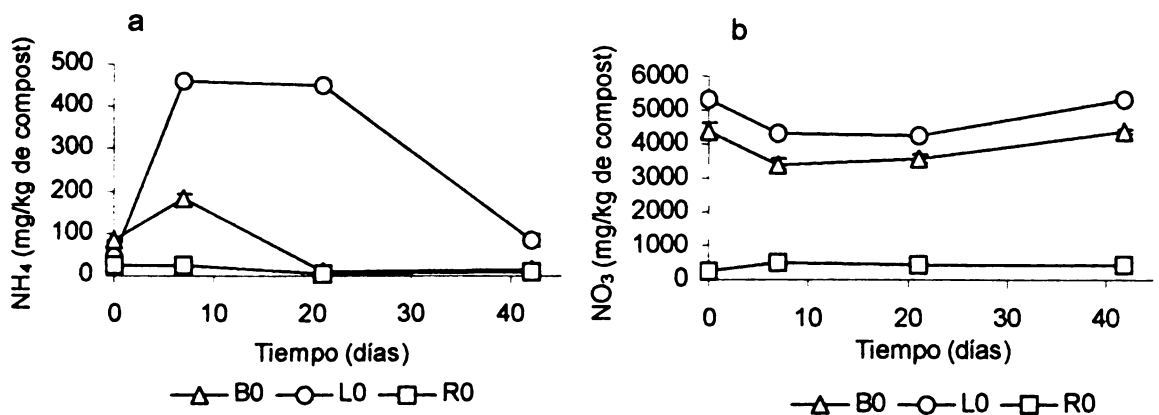 a
500
400
300
200
100
0
NH₄ (mg/kg de compost)
0 10 20 30 40
Tiempo (días)
B0 L0 R0
b
6000
5000
4000
3000
2000
1000
0
NO₃ (mg/kg de compost)
0 10 20 30 40
Tiempo (días)
B0 L0 R0